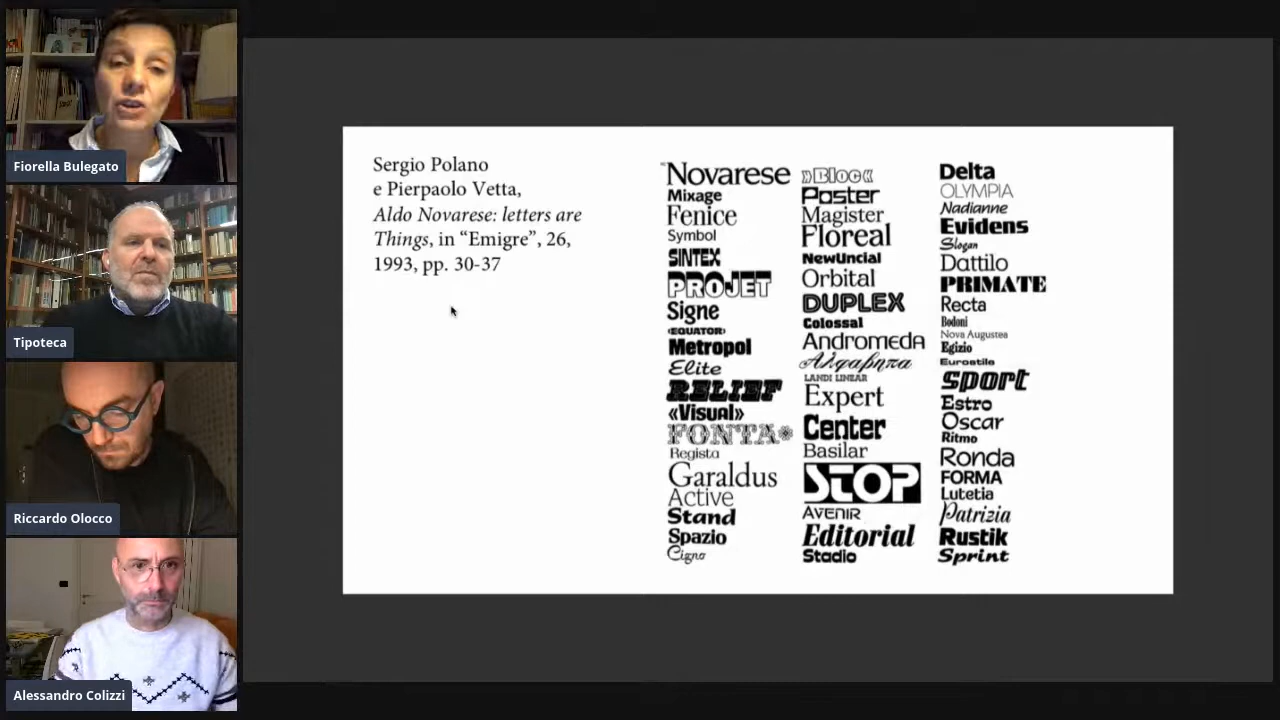 Fiorella Bulegato
Tipoteca
Riccardo Olocco
Alessandro Colizzi
Sergio Polano
e Pierpaolo Vetta,
Aldo Novarese: letters are
Things, in “Emigre”, 26,
1993, pp. 30-37
Novarese
Mixage
Fenice
Symbol
SINTEX
PROJET
Signe
‹EQUATOR›
Metropol
Elite
RELIEF
«Visual»
FONTA
Regista
Garaldus
Active
Stand
Spazio
Cigno
»Bloc«
Poster
Magister
Floreal
NewUncial
Orbital
DUPLEX
Colossal
Andromeda
Αλφαβητα
LANDI LINEAR
Expert
Center
Basilar
STOP
AVENIR
Editorial
Stadio
Delta
OLYMPIA
Nadianne
Evidens
Slogan
Dattilo
PRIMATE
Recta
Bodoni
Nova Augustea
Egizio
Eurostile
sport
Estro
Oscar
Ritmo
Ronda
FORMA
Lutetia
Patrizia
Rustik
Sprint